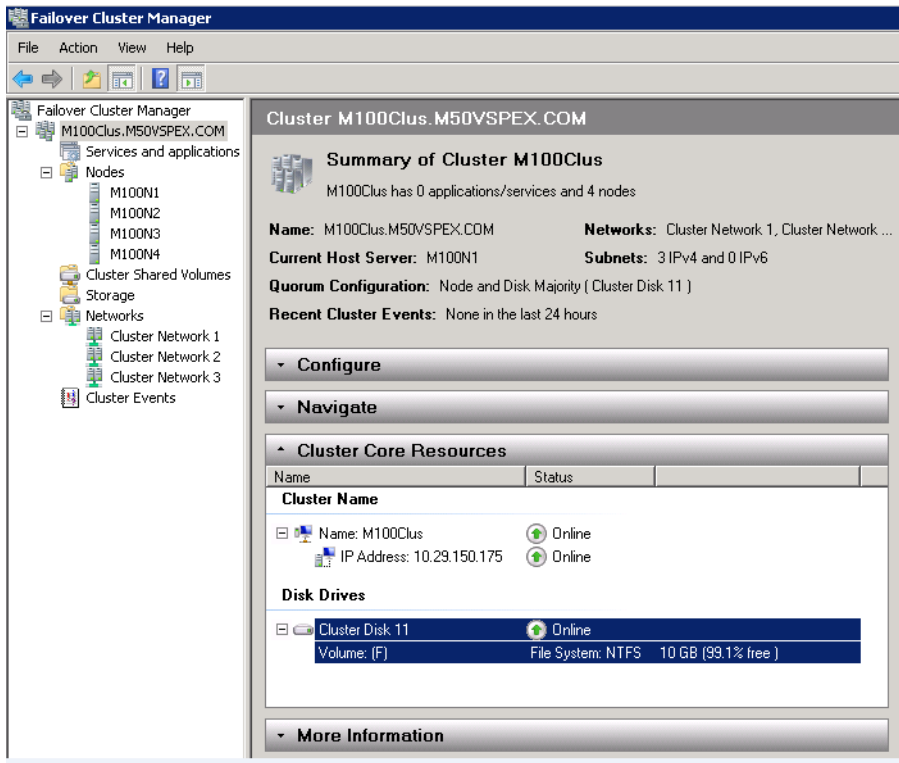 Failover Cluster Manager
File Action View Help
Failover Cluster Manager
M100Clus.M50VSPEX.COM
Services and applications
Nodes
M100N1
M100N2
M100N3
M100N4
Cluster Shared Volumes
Storage
Networks
Cluster Network 1
Cluster Network 2
Cluster Network 3
Cluster Events
Cluster M100Clus.M50VSPEX.COM
Summary of Cluster M100Clus
M100Clus has 0 applications/services and 4 nodes
Name: M100Clus.M50VSPEX.COM Networks: Cluster Network 1, Cluster Network ...
Current Host Server: M100N1 Subnets: 3 IPv4 and 0 IPv6
Quorum Configuration: Node and Disk Majority ( Cluster Disk 11 )
Recent Cluster Events: None in the last 24 hours
Configure
Navigate
Cluster Core Resources
Name Status
Cluster Name
Name: M100Clus Online
IP Address: 10.29.150.175 Online
Disk Drives
Cluster Disk 11 Online
Volume: (F) File System: NTFS 10 GB (99.1% free )
More Information